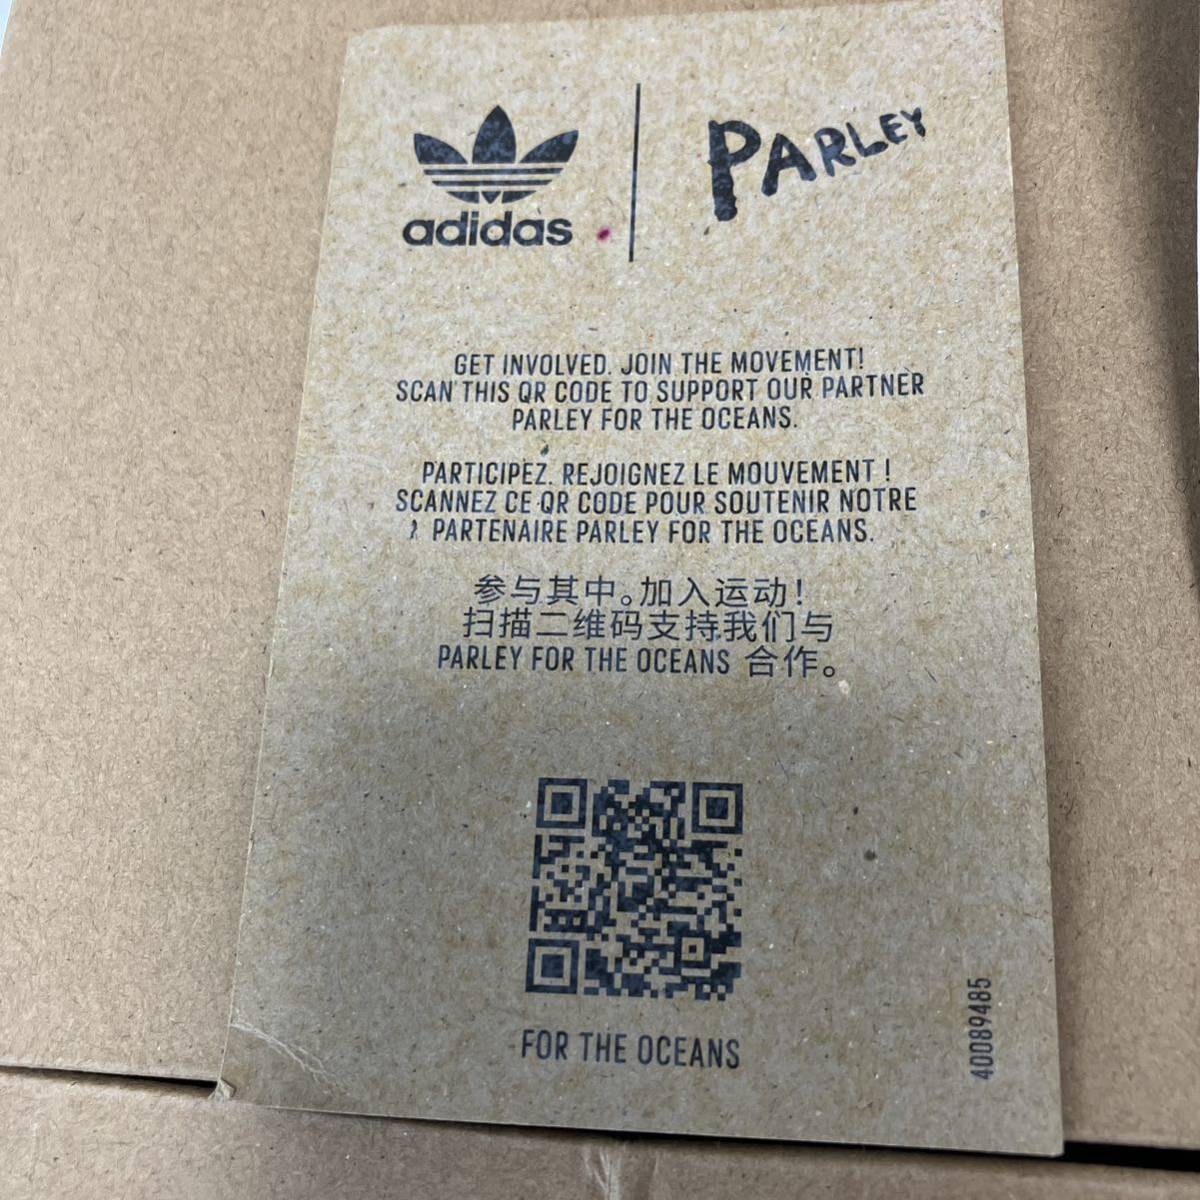 adidas
PARLEY
GET INVOLVED. JOIN THE MOVEMENT!
SCAN THIS QR CODE TO SUPPORT OUR PARTNER
PARLEY FOR THE OCEANS.
PARTICIPEZ. REJOIGNEZ LE MOUVEMENT !
SCANNEZ CE QR CODE POUR SOUTENIR NOTRE
PARTENAIRE PARLEY FOR THE OCEANS.
参与其中。加入运动！
扫描二维码支持我们与
PARLEY FOR THE OCEANS 合作。
FOR THE OCEANS
40089485